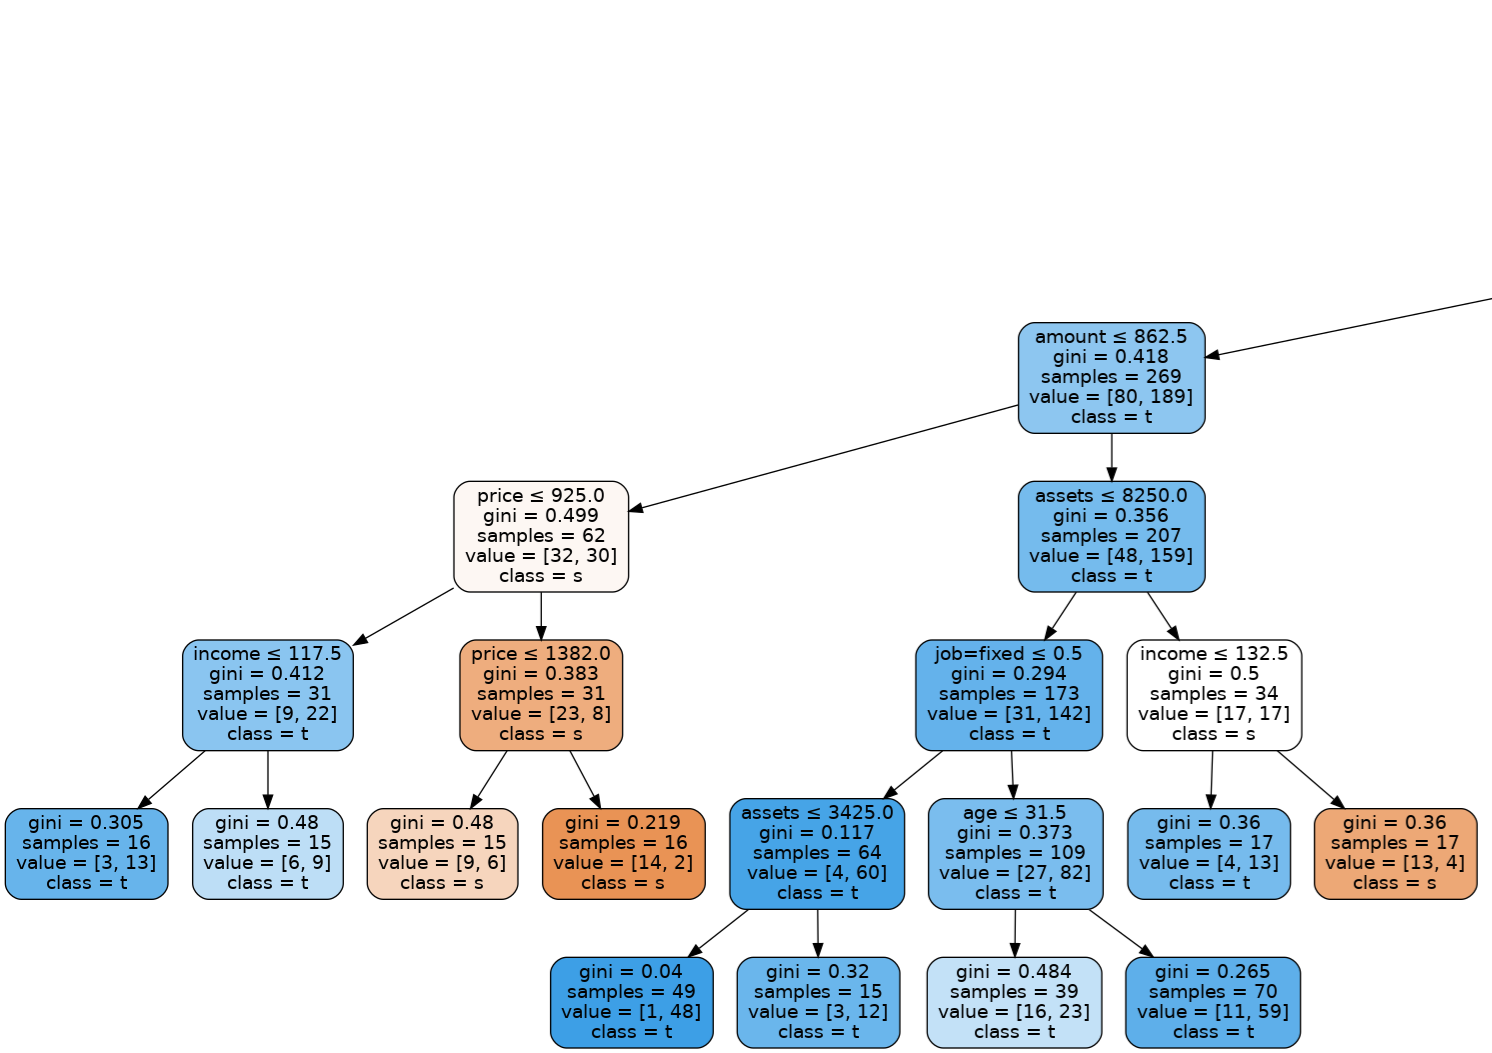 amount ≤ 862.5
gini = 0.418
samples = 269
value = [80, 189]
class = t
price ≤ 925.0
gini = 0.499
samples = 62
value = [32, 30]
class = s
assets ≤ 8250.0
gini = 0.356
samples = 207
value = [48, 159]
class = t
income ≤ 117.5
gini = 0.412
samples = 31
value = [9, 22]
class = t
price ≤ 1382.0
gini = 0.383
samples = 31
value = [23, 8]
class = s
job=fixed ≤ 0.5
gini = 0.294
samples = 173
value = [31, 142]
class = t
income ≤ 132.5
gini = 0.5
samples = 34
value = [17, 17]
class = s
gini = 0.305
samples = 16
value = [3, 13]
class = t
gini = 0.48
samples = 15
value = [6, 9]
class = t
gini = 0.48
samples = 15
value = [9, 6]
class = s
gini = 0.219
samples = 16
value = [14, 2]
class = s
assets ≤ 3425.0
gini = 0.117
samples = 64
value = [4, 60]
class = t
age ≤ 31.5
gini = 0.373
samples = 109
value = [27, 82]
class = t
gini = 0.36
samples = 17
value = [4, 13]
class = t
gini = 0.36
samples = 17
value = [13, 4]
class = s
gini = 0.04
samples = 49
value = [1, 48]
class = t
gini = 0.32
samples = 15
value = [3, 12]
class = t
gini = 0.484
samples = 39
value = [16, 23]
class = t
gini = 0.265
samples = 70
value = [11, 59]
class = t